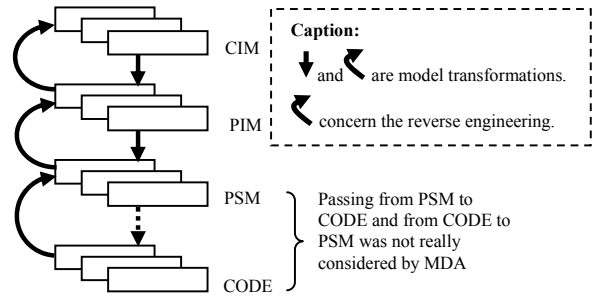 CIM
PIM
PSM
CODE
Caption:
and are model transformations.
concern the reverse engineering.
Passing from PSM to
CODE and from CODE to
PSM was not really
considered by MDA